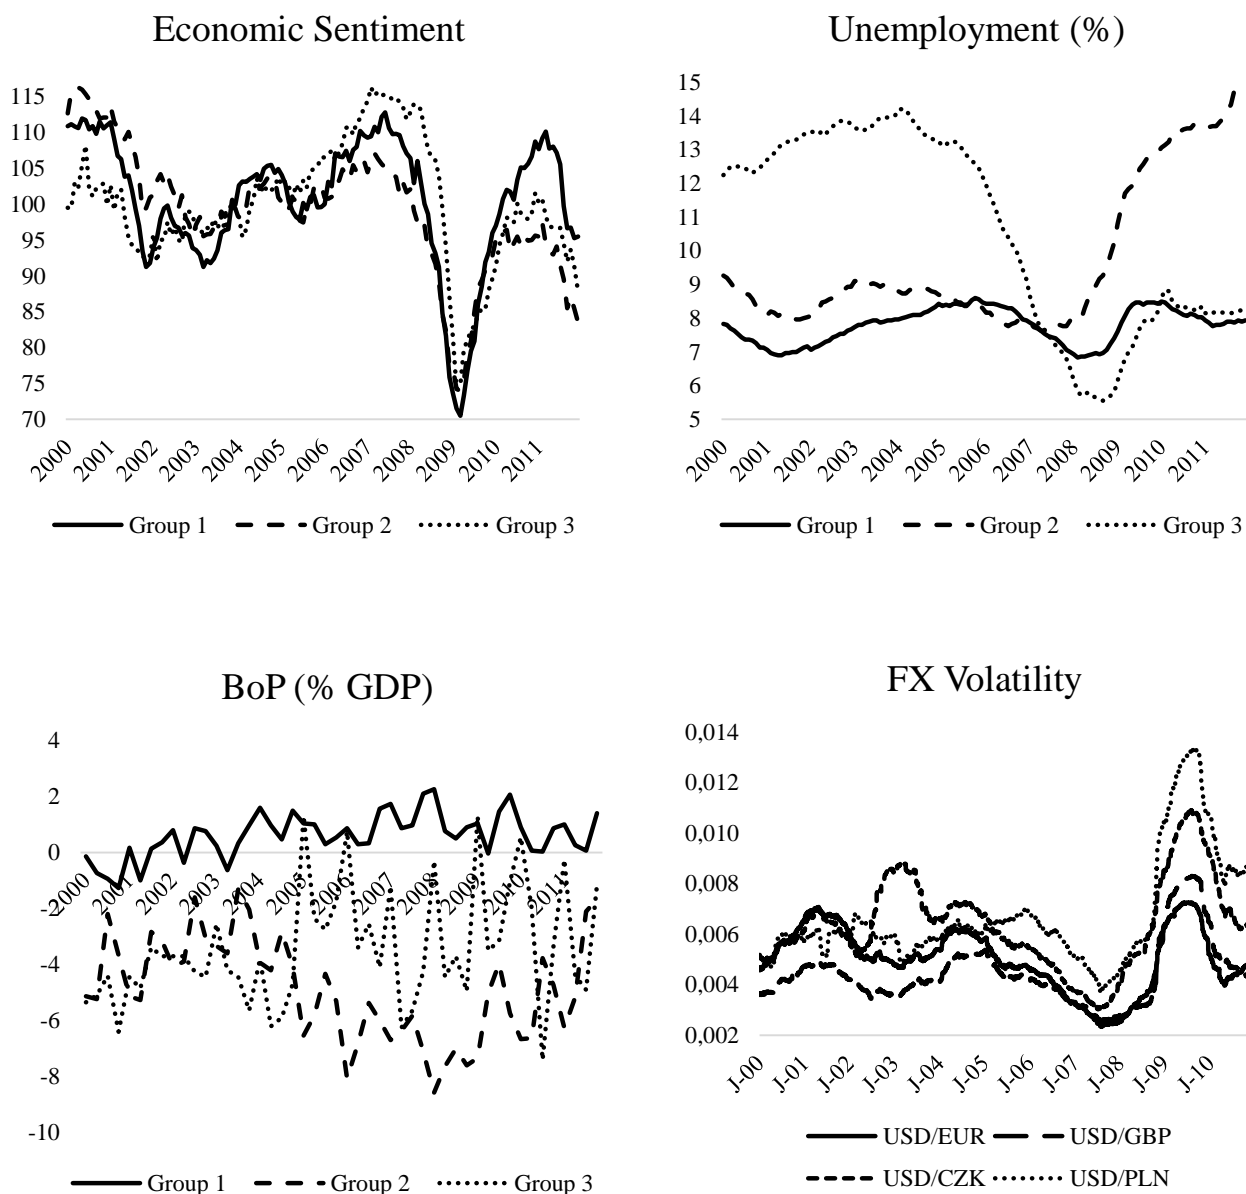 Economic Sentiment
115
110
105
100
95
90
85
80
75
70
2000 2001 2002 2003 2004 2005 2006 2007 2008 2009 2010 2011
Group 1 Group 2 Group 3
Unemployment (%)
15
14
13
12
11
10
9
8
7
6
5
2000 2001 2002 2003 2004 2005 2006 2007 2008 2009 2010 2011
Group 1 Group 2 Group 3
BoP (% GDP)
4
2
0
-2
-4
-6
-8
-10
2000 2001 2002 2003 2004 2005 2006 2007 2008 2009 2010 2011
Group 1 Group 2 Group 3
FX Volatility
0,014
0,012
0,010
0,008
0,006
0,004
0,002
J-00 J-01 J-02 J-03 J-04 J-05 J-06 J-07 J-08 J-09 J-10
USD/EUR USD/GBP
USD/CZK USD/PLN